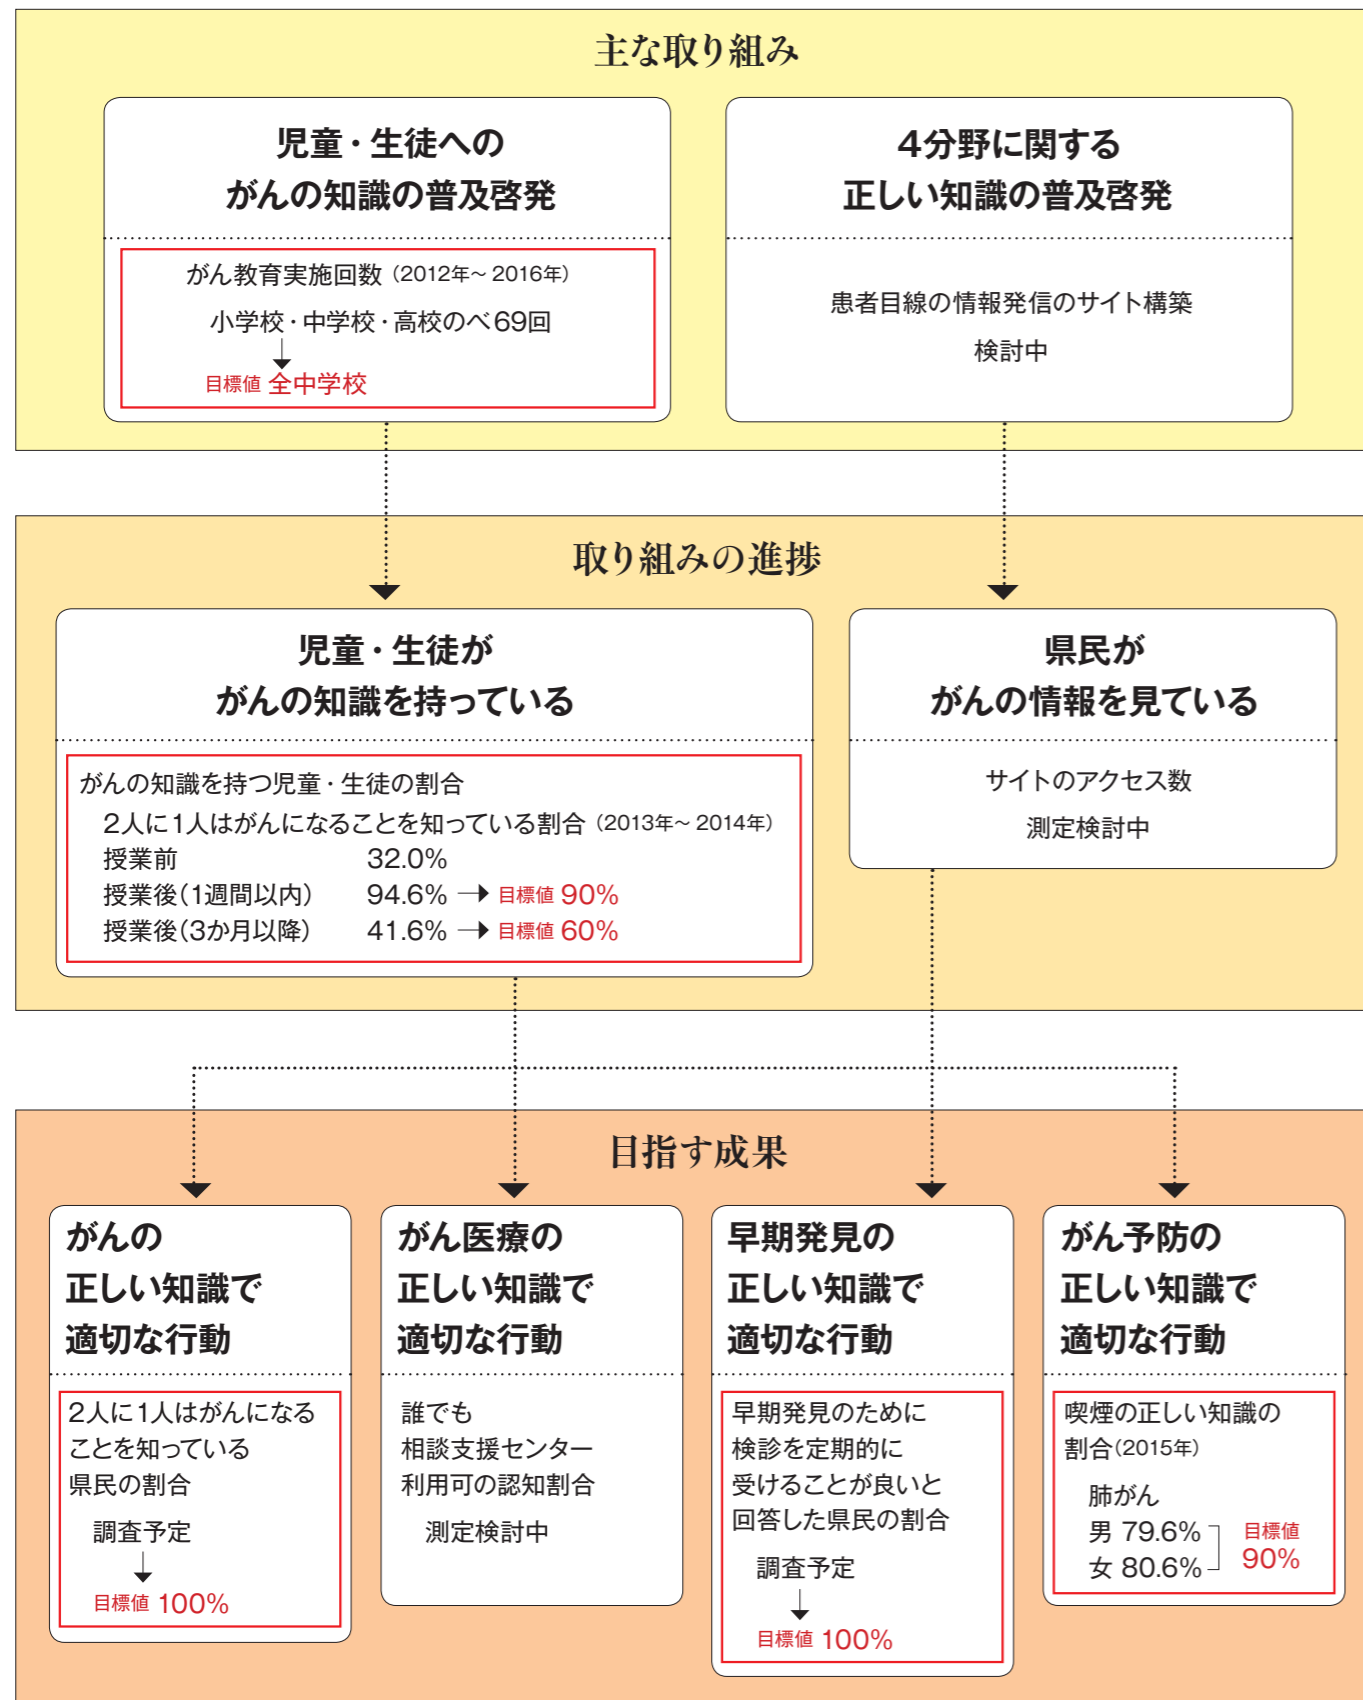 主な取り組み
児童・生徒への
がんの知識の普及啓発
がん教育実施回数（2012年～2016年）
小学校・中学校・高校のべ69回
目標値 全中学校
4分野に関する
正しい知識の普及啓発
患者目線の情報発信のサイト構築
検討中
取り組みの進捗
児童・生徒が
がんの知識を持っている
がんの知識を持つ児童・生徒の割合
2人に1人はがんになることを知っている割合（2013年～2014年）
授業前 32.0%
授業後（1週間以内） 94.6% → 目標値 90%
授業後（3か月以降） 41.6% → 目標値 60%
県民が
がんの情報を見ている
サイトのアクセス数
測定検討中
目指す成果
がんの
正しい知識で
適切な行動
2人に1人はがんになる
ことを知っている
県民の割合
調査予定
目標値 100%
がん医療の
正しい知識で
適切な行動
誰でも
相談支援センター
利用可の認知割合
測定検討中
早期発見の
正しい知識で
適切な行動
早期発見のために
検診を定期的に
受けることが良いと
回答した県民の割合
調査予定
目標値 100%
がん予防の
正しい知識で
適切な行動
喫煙の正しい知識の
割合（2015年）
肺がん
男 79.6%
女 80.6%
目標値
90%